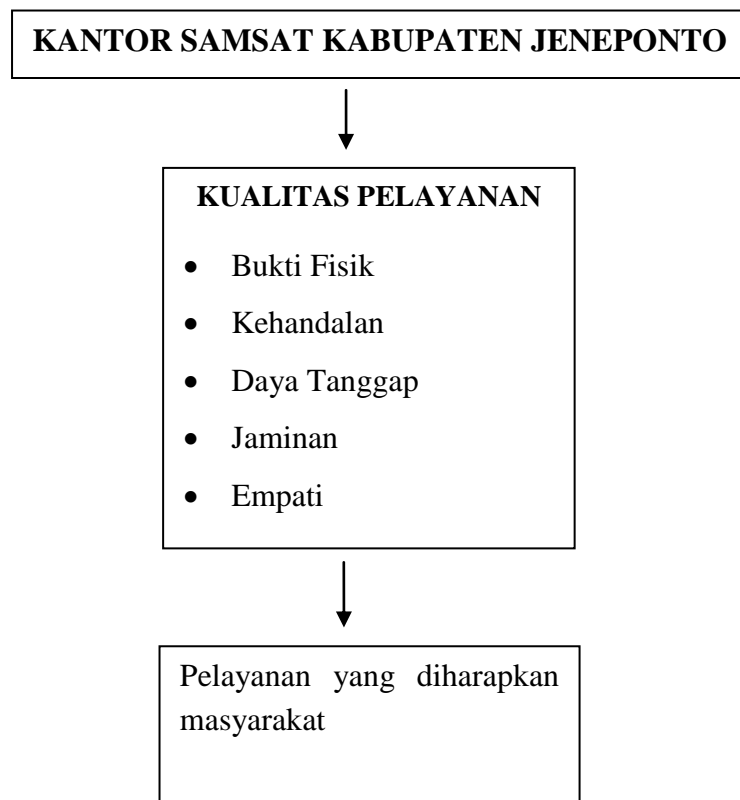 KANTOR SAMSAT KABUPATEN JENEPONTO
KUALITAS PELAYANAN
• Bukti Fisik
• Kehandalan
• Daya Tanggap
• Jaminan
• Empati
Pelayanan yang diharapkan
masyarakat